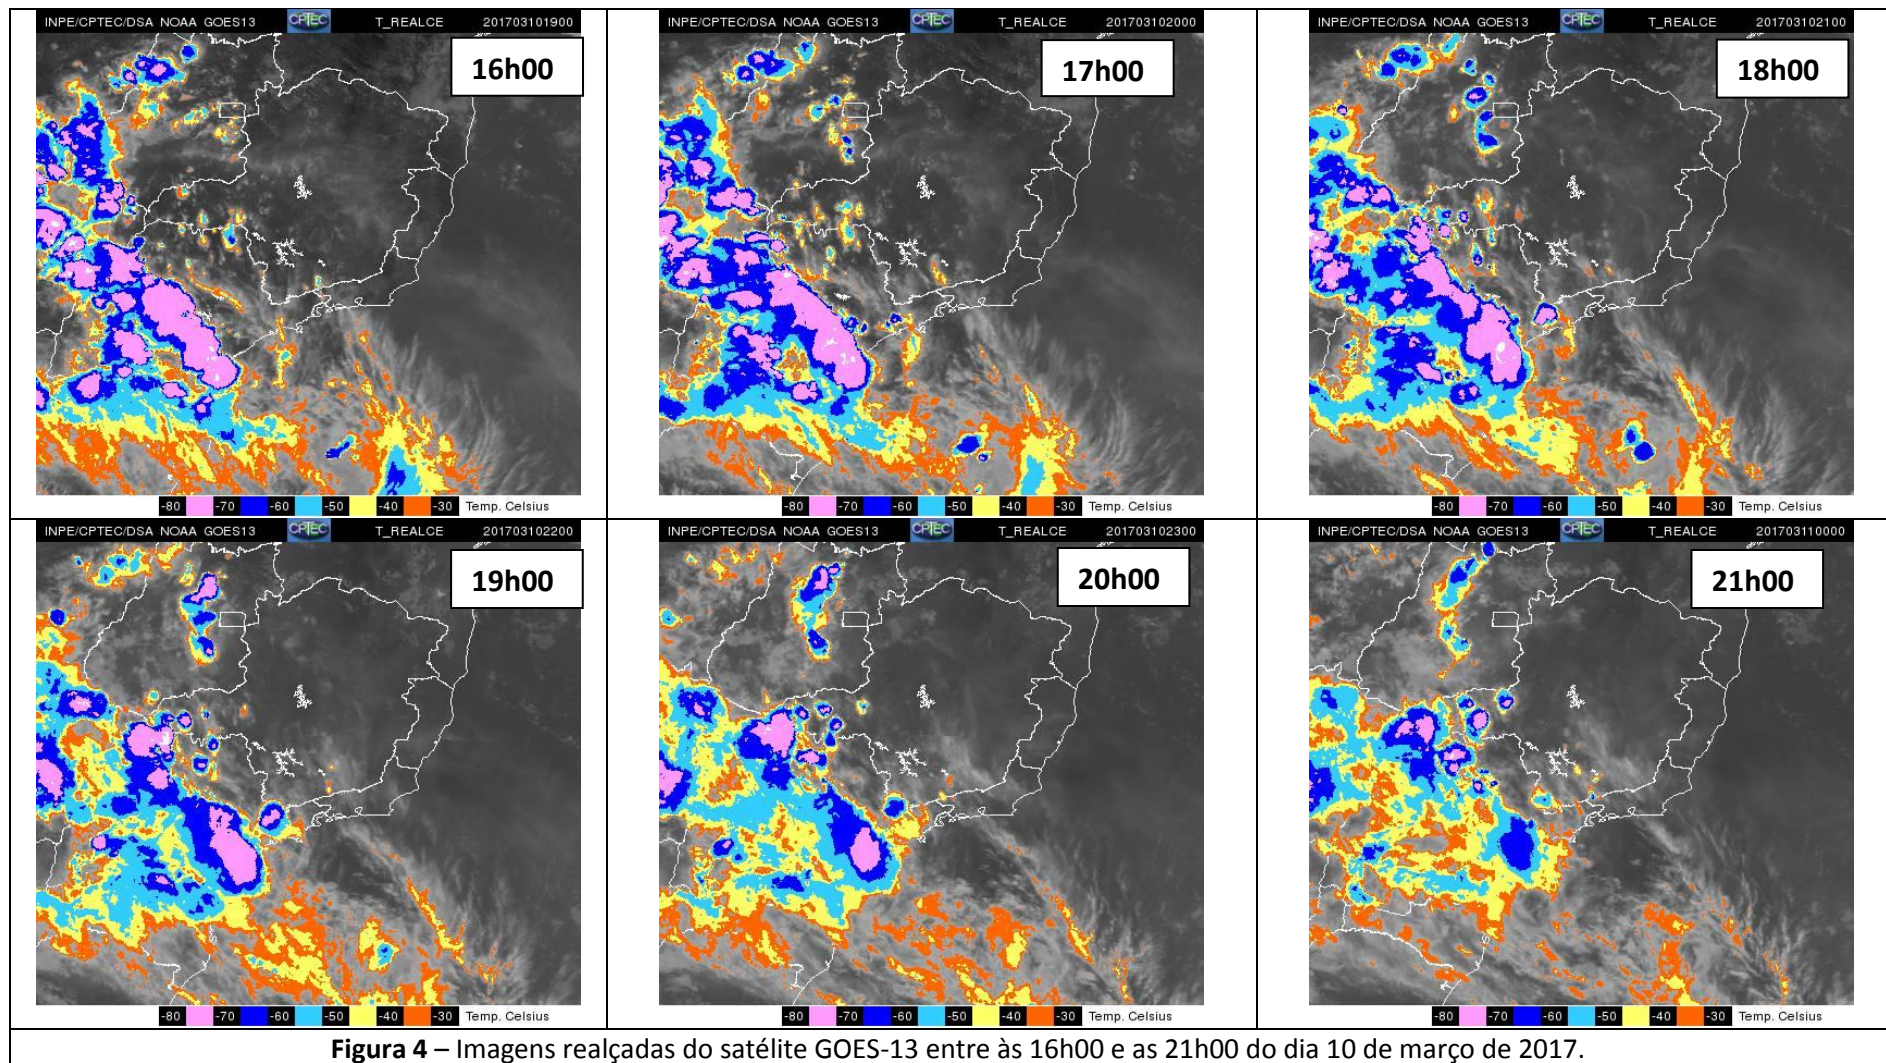 INPE/CPTEC/DSA NOAA GOES13 CPTEC T_REALCE 201703101900
16h00
-80 -70 -60 -50 -40 -30 Temp. Celsius
INPE/CPTEC/DSA NOAA GOES13 CPTEC T_REALCE 201703102000
17h00
-80 -70 -60 -50 -40 -30 Temp. Celsius
INPE/CPTEC/DSA NOAA GOES13 CPTEC T_REALCE 201703102100
18h00
-80 -70 -60 -50 -40 -30 Temp. Celsius
INPE/CPTEC/DSA NOAA GOES13 CPTEC T_REALCE 201703102200
19h00
-80 -70 -60 -50 -40 -30 Temp. Celsius
INPE/CPTEC/DSA NOAA GOES13 CPTEC T_REALCE 201703102300
20h00
-80 -70 -60 -50 -40 -30 Temp. Celsius
INPE/CPTEC/DSA NOAA GOES13 CPTEC T_REALCE 201703110000
21h00
-80 -70 -60 -50 -40 -30 Temp. Celsius
Figura 4 – Imagens realçadas do satélite GOES-13 entre às 16h00 e as 21h00 do dia 10 de março de 2017.